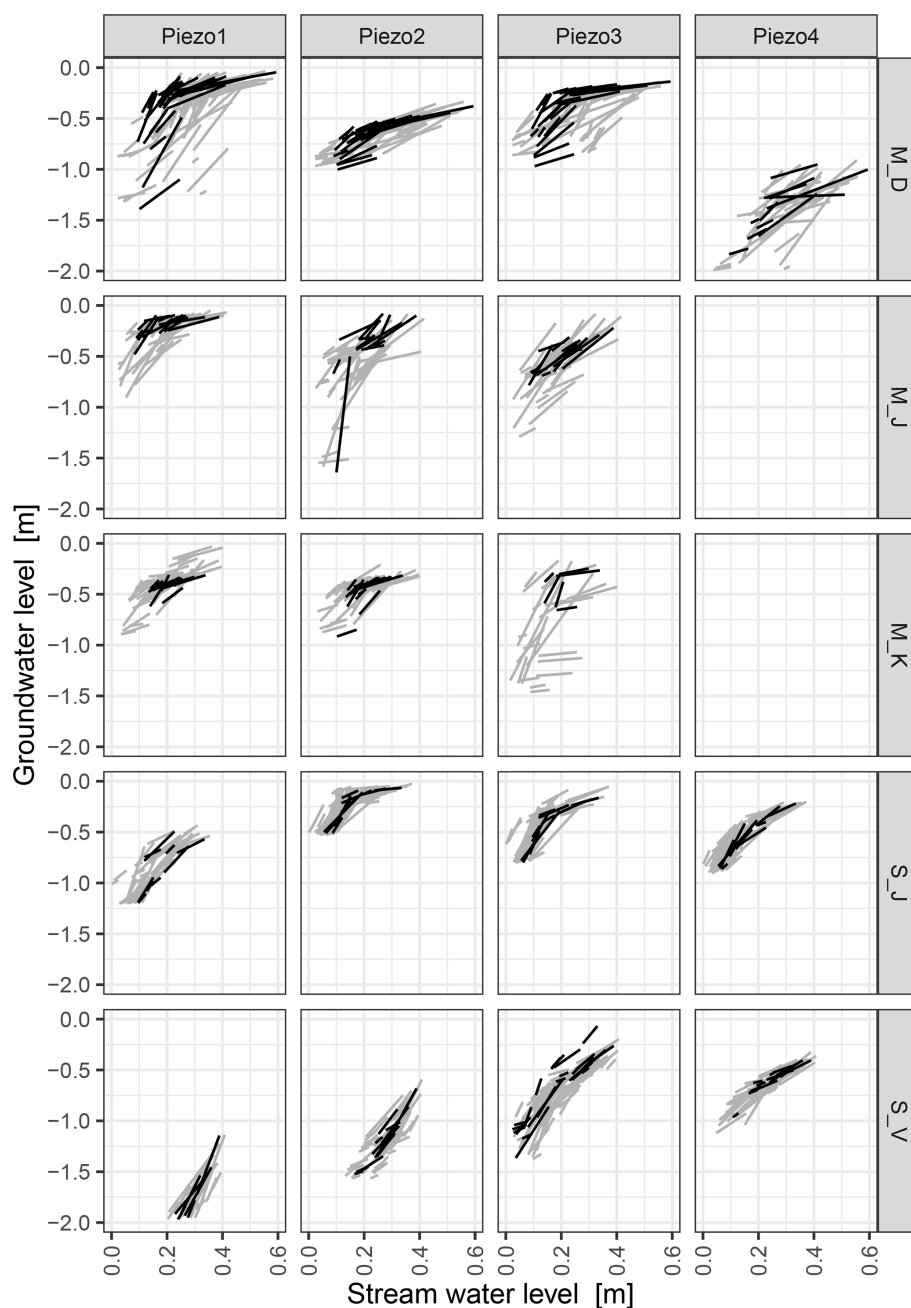 Piezo1 Piezo2 Piezo3 Piezo4
0.0
−0.5
−1.0
−1.5
−2.0
M_D
0.0
−0.5
−1.0
−1.5
−2.0
M_J
0.0
−0.5
−1.0
−1.5
−2.0
M_K
0.0
−0.5
−1.0
−1.5
−2.0
S_J
0.0
−0.5
−1.0
−1.5
−2.0
S_V
Groundwater level [m]
0.0 0.2 0.4 0.6 0.0 0.2 0.4 0.6 0.0 0.2 0.4 0.6 0.0 0.2 0.4 0.6
Stream water level [m]